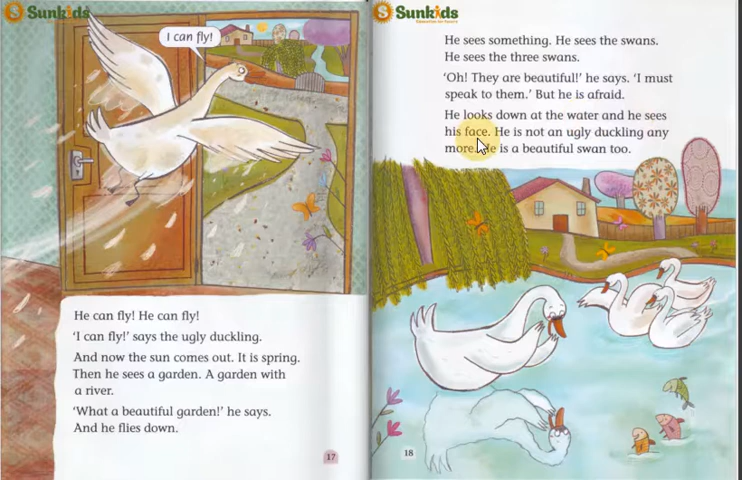 Sunkids
I can fly!
He can fly! He can fly!
'I can fly!' says the ugly duckling.
And now the sun comes out. It is spring.
Then he sees a garden. A garden with
a river.
'What a beautiful garden!' he says.
And he flies down.
17
Sunkids
He sees something. He sees the swans.
He sees the three swans.
'Oh! They are beautiful!' he says. 'I must
speak to them.' But he is afraid.
He looks down at the water and he sees
his face. He is not an ugly duckling any
more. He is a beautiful swan too.
18